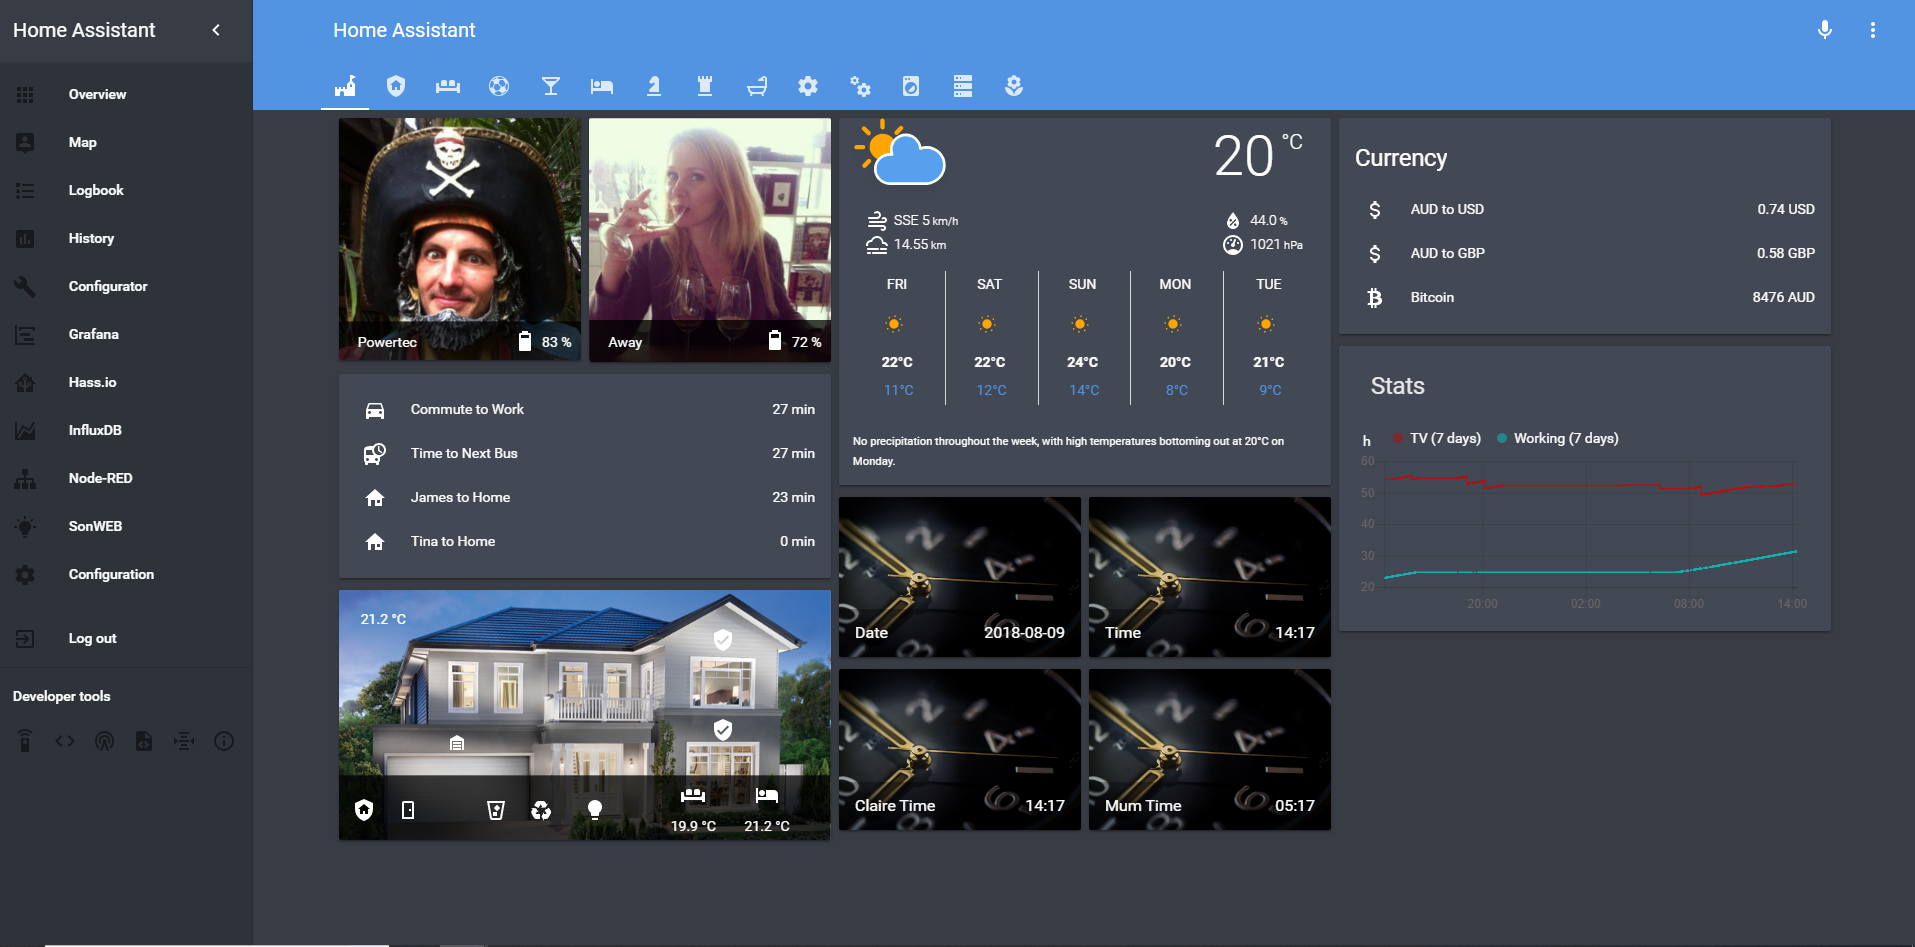 Home Assistant
Overview
Map
Logbook
History
Configurator
Grafana
Hass.io
InfluxDB
Node-RED
SonWEB
Configuration
Log out
Developer tools
Home Assistant
Powertec 83 %
Away 72 %
Commute to Work 27 min
Time to Next Bus 27 min
James to Home 23 min
Tina to Home 0 min
21.2 °C
19.9 °C 21.2 °C
20 °C
SSE 5 km/h 44.0 %
14.55 km 1021 hPa
FRI SAT SUN MON TUE
22°C 22°C 24°C 20°C 21°C
11°C 12°C 14°C 8°C 9°C
No precipitation throughout the week, with high temperatures bottoming out at 20°C on
Monday.
Date 2018-08-09
Time 14:17
Claire Time 14:17
Mum Time 05:17
Currency
AUD to USD 0.74 USD
AUD to GBP 0.58 GBP
Bitcoin 8476 AUD
Stats
h TV (7 days) Working (7 days)
60
50
40
30
20
20:00 02:00 08:00 14:00